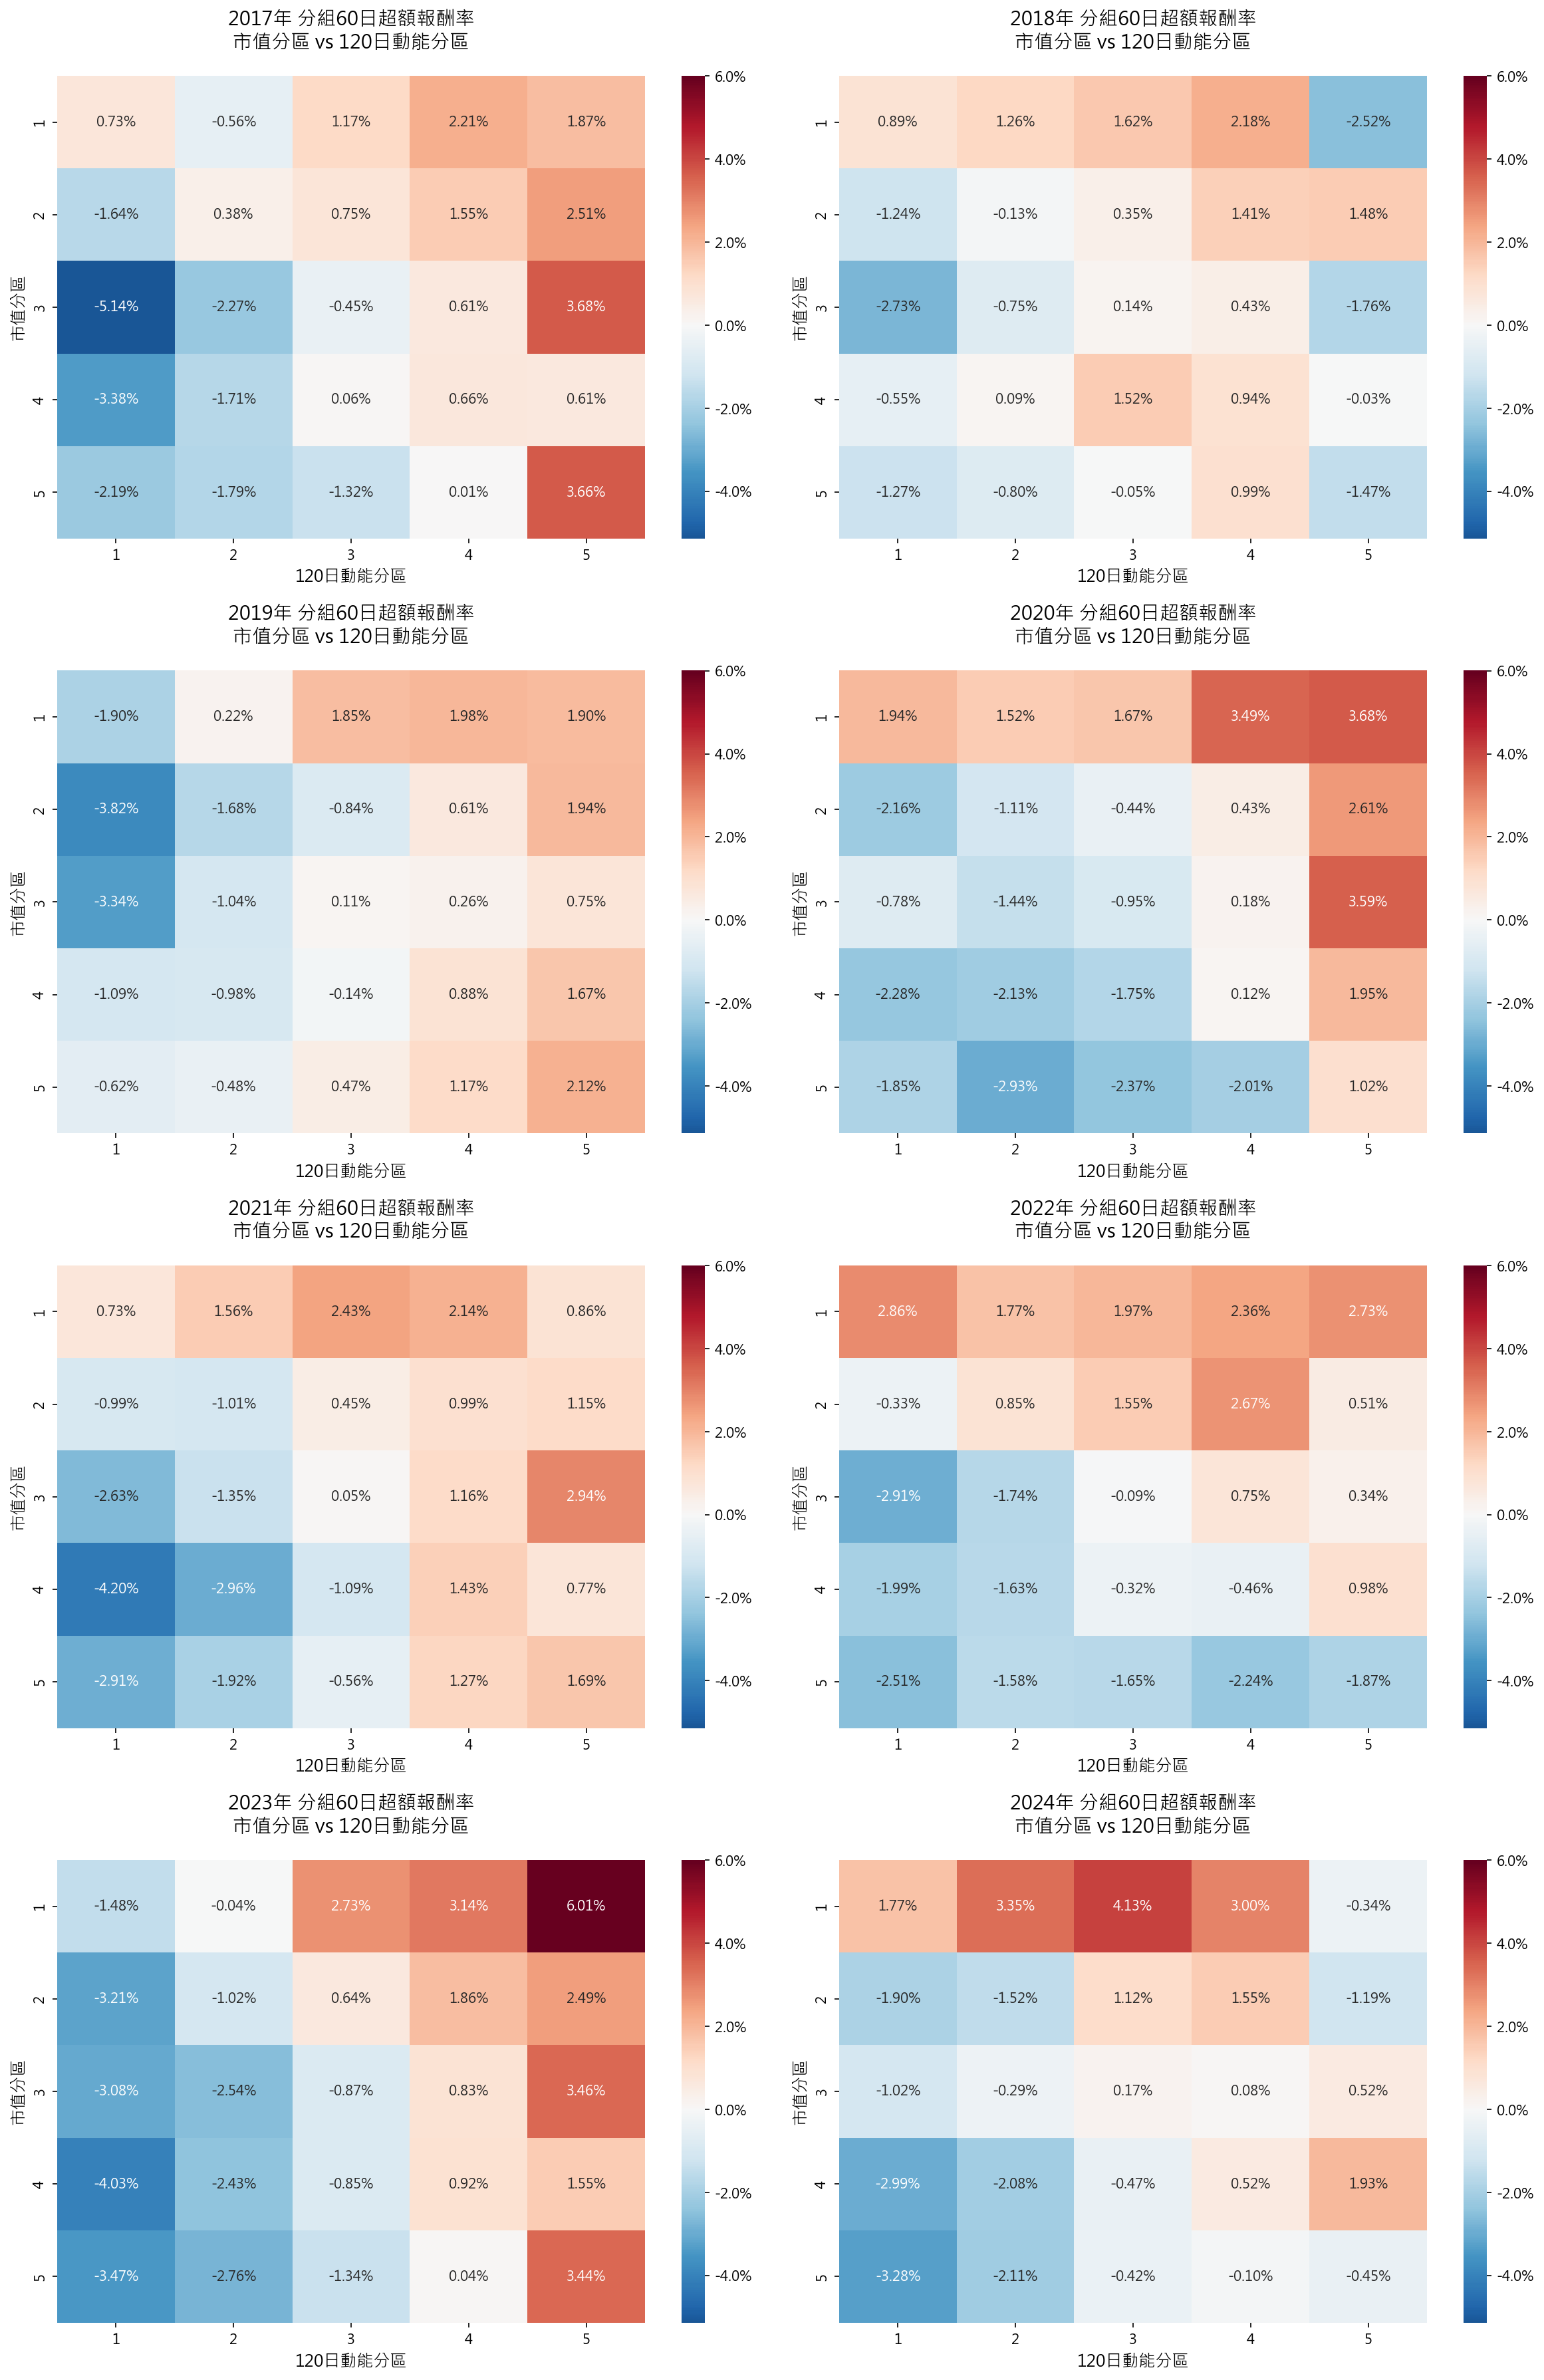 2017年 分組60日超額報酬率
市值分區 vs 120日動能分區
市值分區
1 0.73% -0.56% 1.17% 2.21% 1.87%
2 -1.64% 0.38% 0.75% 1.55% 2.51%
3 -5.14% -2.27% -0.45% 0.61% 3.68%
4 -3.38% -1.71% 0.06% 0.66% 0.61%
5 -2.19% -1.79% -1.32% 0.01% 3.66%
1 2 3 4 5
120日動能分區
6.0%
4.0%
2.0%
0.0%
-2.0%
-4.0%
2018年 分組60日超額報酬率
市值分區 vs 120日動能分區
市值分區
1 0.89% 1.26% 1.62% 2.18% -2.52%
2 -1.24% -0.13% 0.35% 1.41% 1.48%
3 -2.73% -0.75% 0.14% 0.43% -1.76%
4 -0.55% 0.09% 1.52% 0.94% -0.03%
5 -1.27% -0.80% -0.05% 0.99% -1.47%
1 2 3 4 5
120日動能分區
6.0%
4.0%
2.0%
0.0%
-2.0%
-4.0%
2019年 分組60日超額報酬率
市值分區 vs 120日動能分區
市值分區
1 -1.90% 0.22% 1.85% 1.98% 1.90%
2 -3.82% -1.68% -0.84% 0.61% 1.94%
3 -3.34% -1.04% 0.11% 0.26% 0.75%
4 -1.09% -0.98% -0.14% 0.88% 1.67%
5 -0.62% -0.48% 0.47% 1.17% 2.12%
1 2 3 4 5
120日動能分區
6.0%
4.0%
2.0%
0.0%
-2.0%
-4.0%
2020年 分組60日超額報酬率
市值分區 vs 120日動能分區
市值分區
1 1.94% 1.52% 1.67% 3.49% 3.68%
2 -2.16% -1.11% -0.44% 0.43% 2.61%
3 -0.78% -1.44% -0.95% 0.18% 3.59%
4 -2.28% -2.13% -1.75% 0.12% 1.95%
5 -1.85% -2.93% -2.37% -2.01% 1.02%
1 2 3 4 5
120日動能分區
6.0%
4.0%
2.0%
0.0%
-2.0%
-4.0%
2021年 分組60日超額報酬率
市值分區 vs 120日動能分區
市值分區
1 0.73% 1.56% 2.43% 2.14% 0.86%
2 -0.99% -1.01% 0.45% 0.99% 1.15%
3 -2.63% -1.35% 0.05% 1.16% 2.94%
4 -4.20% -2.96% -1.09% 1.43% 0.77%
5 -2.91% -1.92% -0.56% 1.27% 1.69%
1 2 3 4 5
120日動能分區
6.0%
4.0%
2.0%
0.0%
-2.0%
-4.0%
2022年 分組60日超額報酬率
市值分區 vs 120日動能分區
市值分區
1 2.86% 1.77% 1.97% 2.36% 2.73%
2 -0.33% 0.85% 1.55% 2.67% 0.51%
3 -2.91% -1.74% -0.09% 0.75% 0.34%
4 -1.99% -1.63% -0.32% -0.46% 0.98%
5 -2.51% -1.58% -1.65% -2.24% -1.87%
1 2 3 4 5
120日動能分區
6.0%
4.0%
2.0%
0.0%
-2.0%
-4.0%
2023年 分組60日超額報酬率
市值分區 vs 120日動能分區
市值分區
1 -1.48% -0.04% 2.73% 3.14% 6.01%
2 -3.21% -1.02% 0.64% 1.86% 2.49%
3 -3.08% -2.54% -0.87% 0.83% 3.46%
4 -4.03% -2.43% -0.85% 0.92% 1.55%
5 -3.47% -2.76% -1.34% 0.04% 3.44%
1 2 3 4 5
120日動能分區
6.0%
4.0%
2.0%
0.0%
-2.0%
-4.0%
2024年 分組60日超額報酬率
市值分區 vs 120日動能分區
市值分區
1 1.77% 3.35% 4.13% 3.00% -0.34%
2 -1.90% -1.52% 1.12% 1.55% -1.19%
3 -1.02% -0.29% 0.17% 0.08% 0.52%
4 -2.99% -2.08% -0.47% 0.52% 1.93%
5 -3.28% -2.11% -0.42% -0.10% -0.45%
1 2 3 4 5
120日動能分區
6.0%
4.0%
2.0%
0.0%
-2.0%
-4.0%